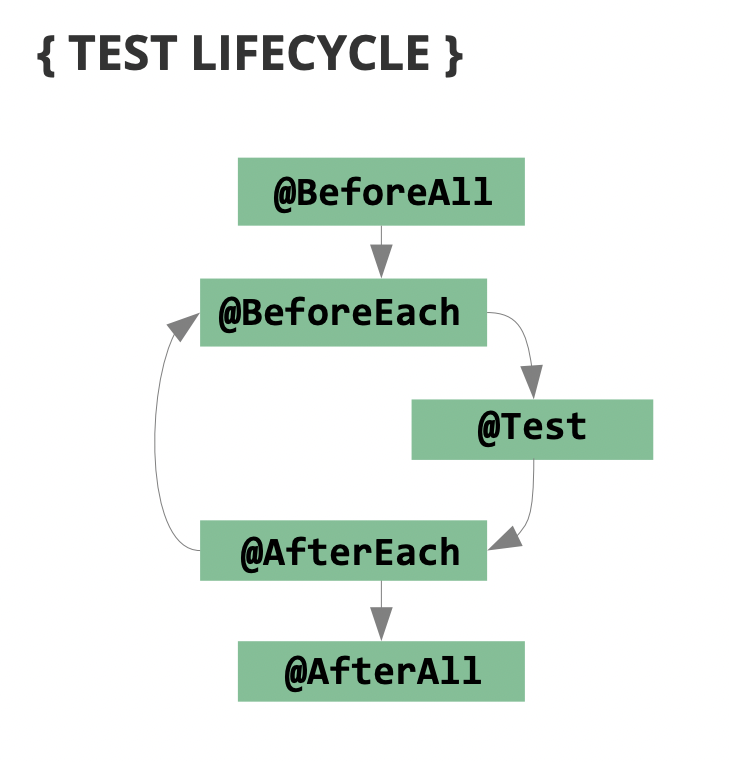 { TEST LIFECYCLE }
@BeforeAll
@BeforeEach
@Test
@AfterEach
@AfterAll